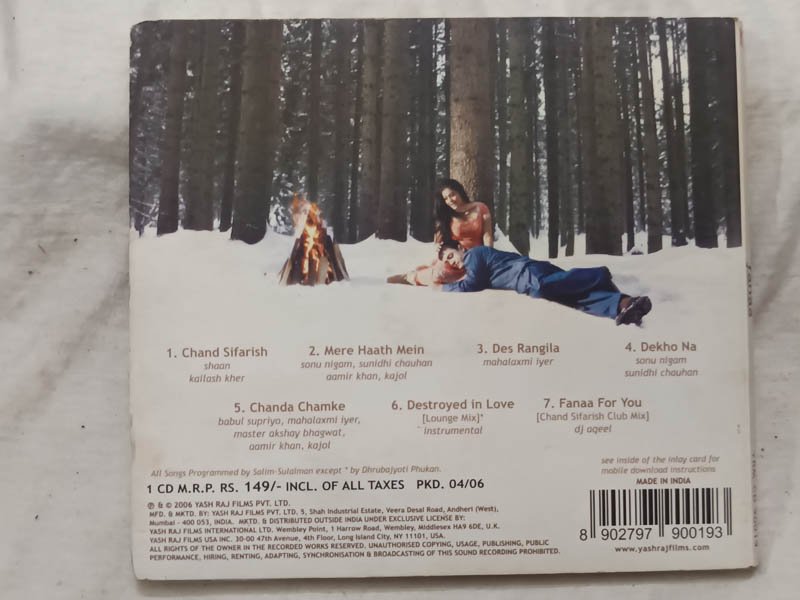 1. Chand Sifarish
shaan
kailash kher
2. Mere Haath Mein
sonu nigam, sunidhi chauhan
aamir khan, kajol
3. Des Rangila
mahalaxmi iyer
4. Dekho Na
sonu nigam
sunidhi chauhan
5. Chanda Chamke
babul supriyo, mahalaxmi iyer,
master akshay bhagwat,
aamir khan, kajol
6. Destroyed in Love
[Lounge Mix]*
instrumental
7. Fanaa For You
[Chand Sifarish Club Mix]
dj aqeel
All Songs Programmed by Salim-Sulaiman except * by Dhrubajyoti Phukan.
see inside of the inlay card for
mobile download instructions
1 CD M.R.P. RS. 149/- INCL. OF ALL TAXES PKD. 04/06
MADE IN INDIA
℗ & © 2006 YASH RAJ FILMS PVT. LTD.
MFD. & MKTD. BY: YASH RAJ FILMS PVT. LTD. 5, Shah Industrial Estate, Veera Desai Road, Andheri (West),
Mumbai - 400 053, INDIA. MKTD. & DISTRIBUTED OUTSIDE INDIA UNDER EXCLUSIVE LICENSE BY:
YASH RAJ FILMS INTERNATIONAL LTD. Wembley Point, 1 Harrow Road, Wembley, Middlesex HA9 6DE, U.K.
YASH RAJ FILMS USA INC. 30-00 47th Avenue, 4th Floor, Long Island City, NY 11101, USA.
ALL RIGHTS OF THE OWNER IN THE RECORDED WORKS RESERVED. UNAUTHORISED COPYING, USAGE, PUBLISHING, PUBLIC
PERFORMANCE, HIRING, RENTING, ADAPTING, SYNCHRONISATION & BROADCASTING OF THIS SOUND RECORDING PROHIBITED.
8 902797 900193
www.yashrajfilms.com
fanaa